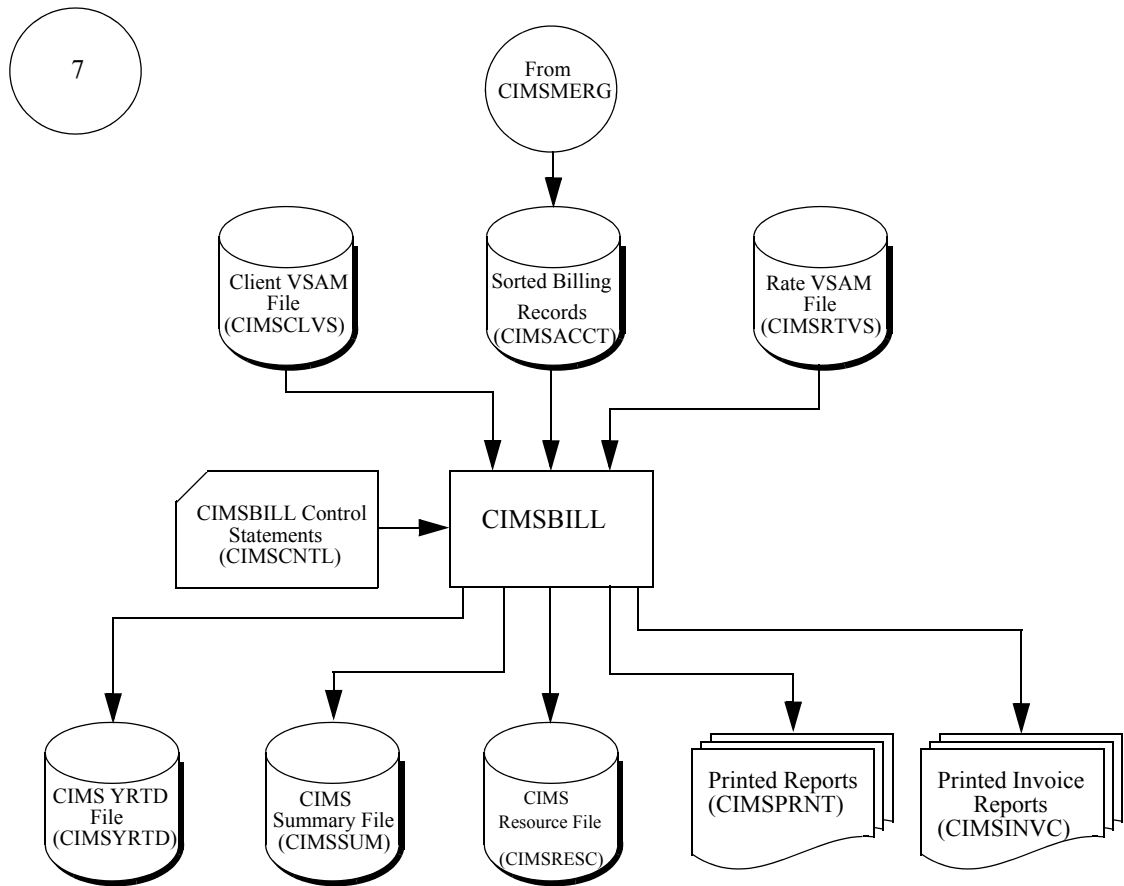 7
From
CIMSMERG
Client VSAM
File
(CIMSCLVS)
Sorted Billing
Records
(CIMSACCT)
Rate VSAM
File
(CIMSRTVS)
CIMSBILL Control
Statements
(CIMSCNTL)
CIMSBILL
CIMS YRTD
File
(CIMSYRTD)
CIMS
Summary File
(CIMSSUM)
CIMS
Resource File
(CIMSRESC)
Printed Reports
(CIMSPRNT)
Printed Invoice
Reports
(CIMSINVC)